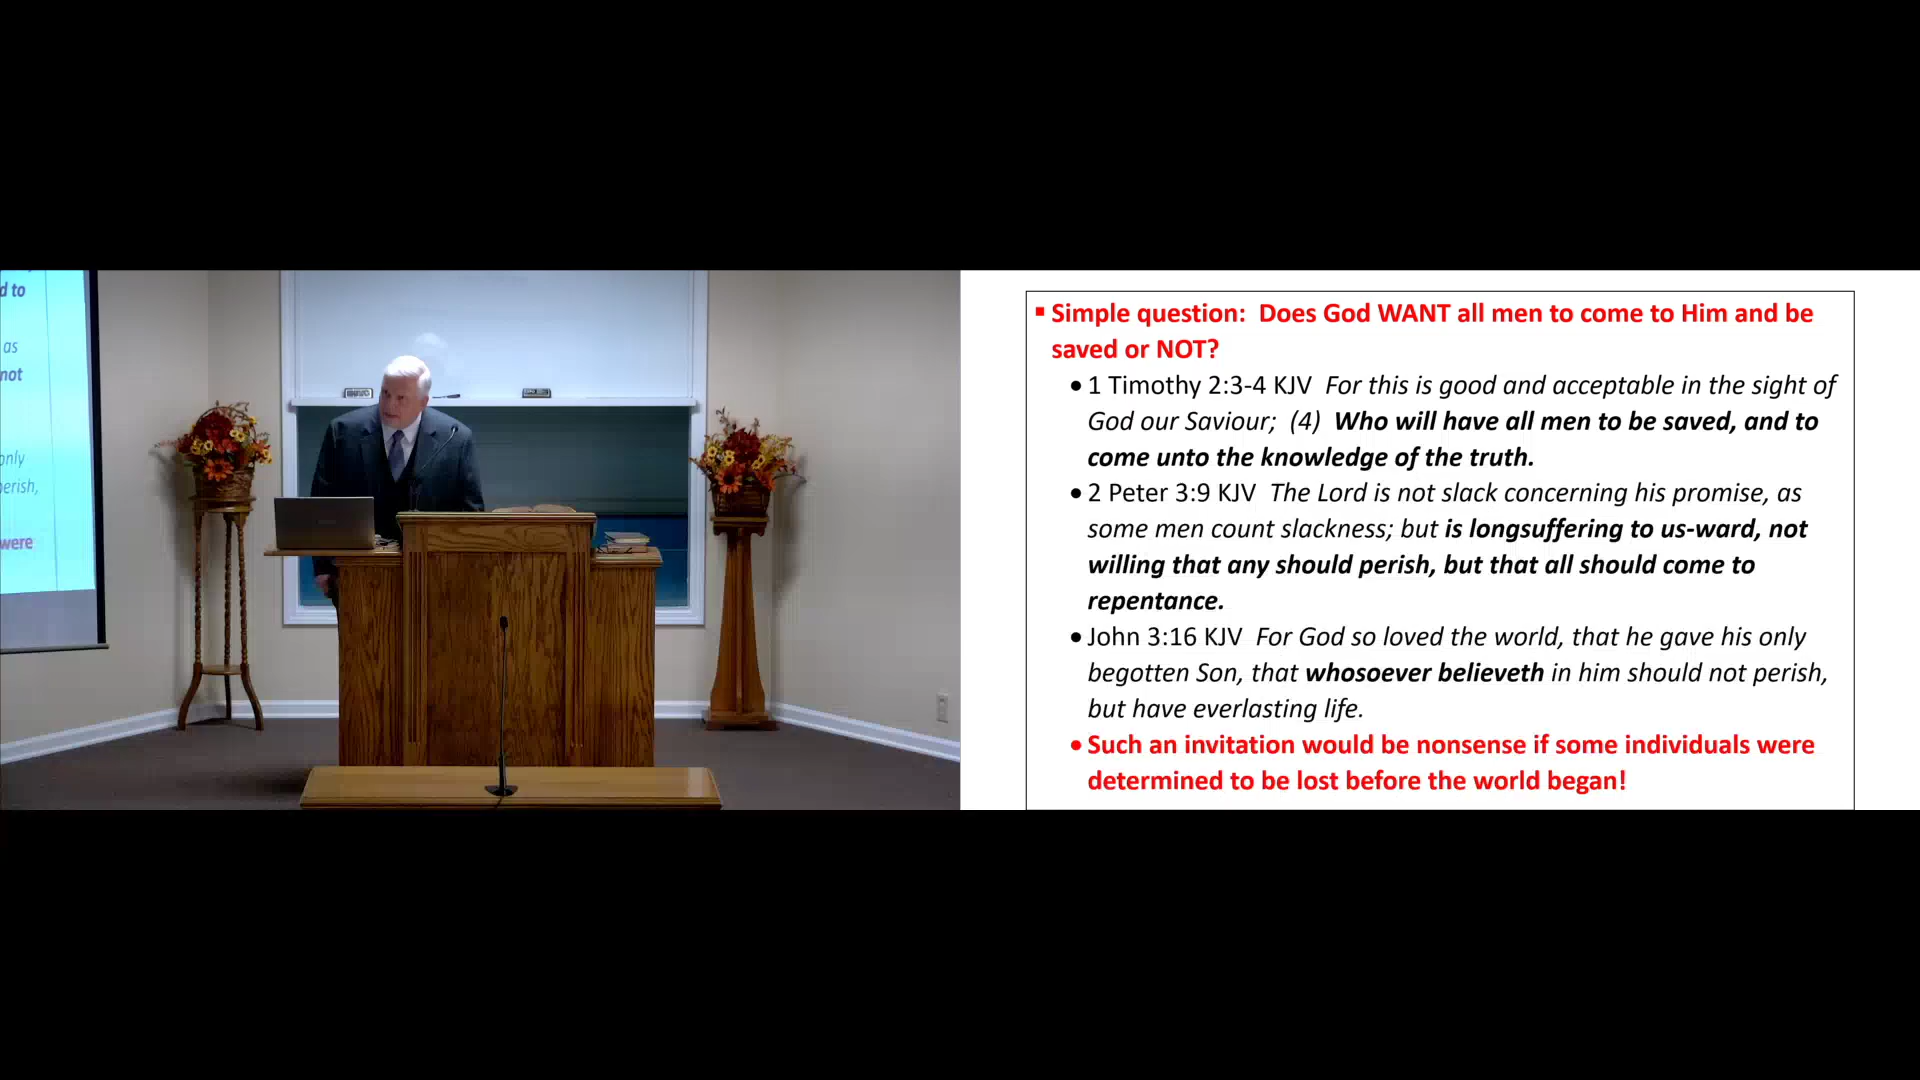 d to
as
not
only
perish,
were
▪ Simple question: Does God WANT all men to come to Him and be
saved or NOT?
• 1 Timothy 2:3-4 KJV For this is good and acceptable in the sight of
God our Saviour; (4) Who will have all men to be saved, and to
come unto the knowledge of the truth.
• 2 Peter 3:9 KJV The Lord is not slack concerning his promise, as
some men count slackness; but is longsuffering to us-ward, not
willing that any should perish, but that all should come to
repentance.
• John 3:16 KJV For God so loved the world, that he gave his only
begotten Son, that whosoever believeth in him should not perish,
but have everlasting life.
• Such an invitation would be nonsense if some individuals were
determined to be lost before the world began!